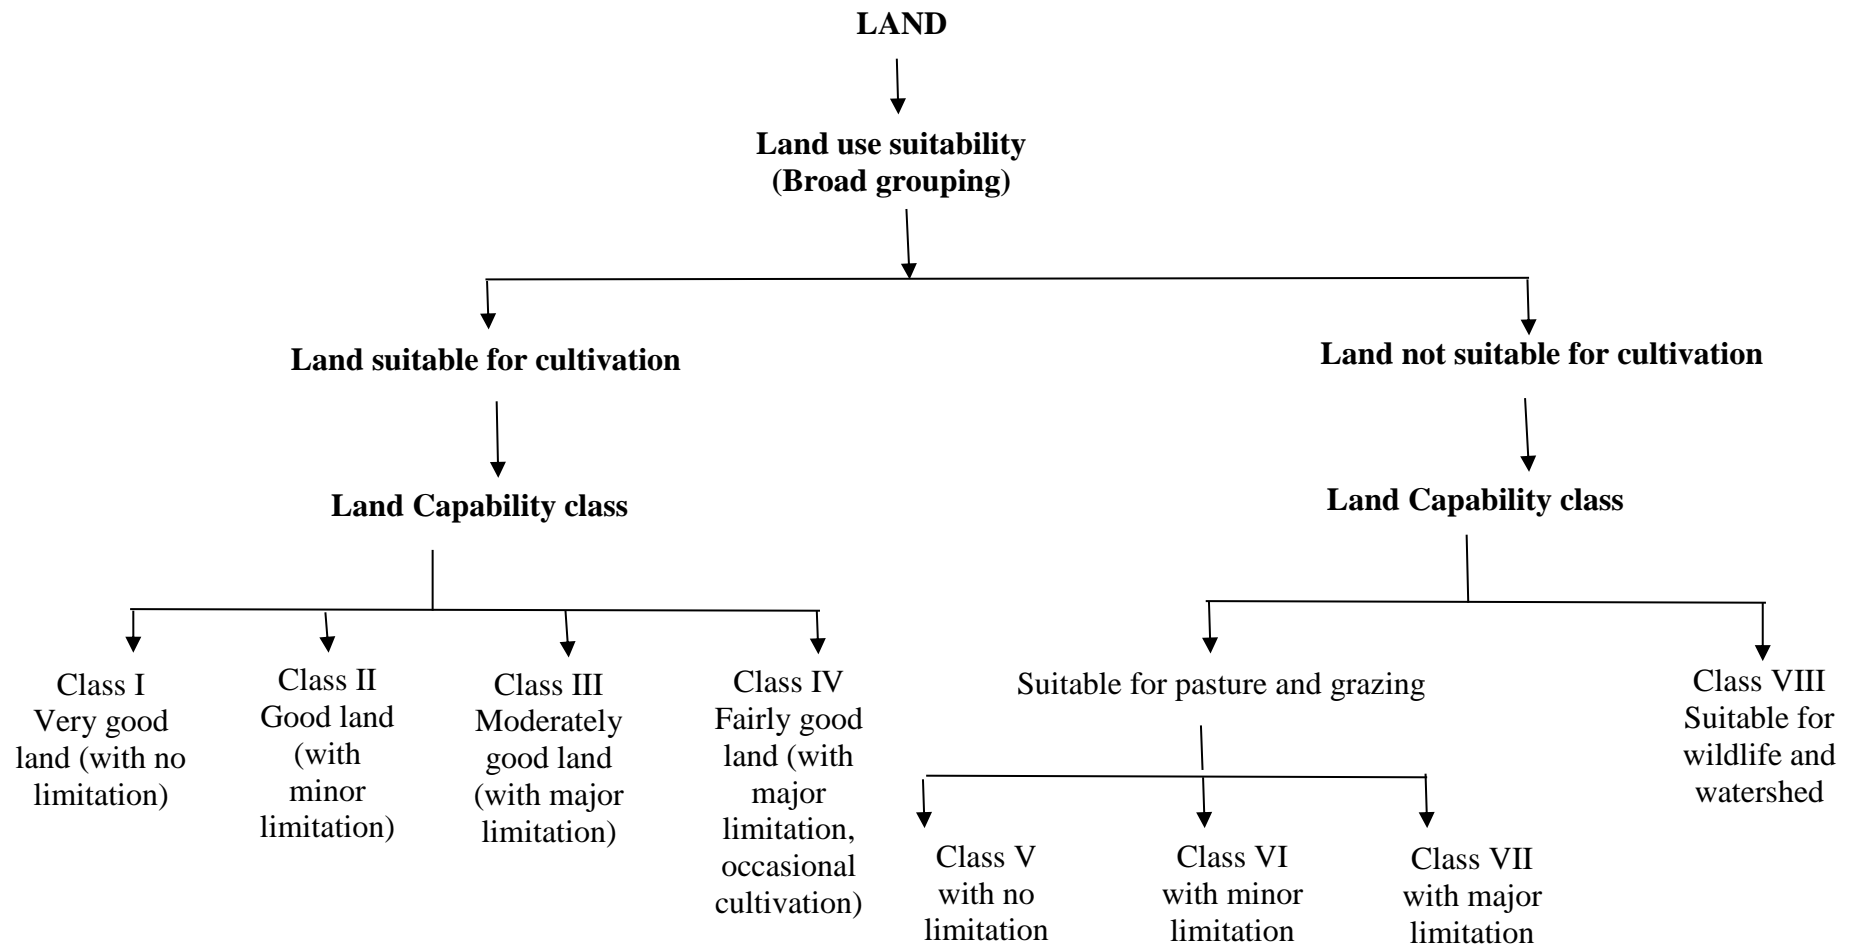 LAND
Land use suitability
(Broad grouping)
Land suitable for cultivation
Land not suitable for cultivation
Land Capability class
Land Capability class
Class I
Very good
land (with no
limitation)
Class II
Good land
(with
minor
limitation)
Class III
Moderately
good land
(with major
limitation)
Class IV
Fairly good
land (with
major
limitation,
occasional
cultivation)
Suitable for pasture and grazing
Class VIII
Suitable for
wildlife and
watershed
Class V
with no
limitation
Class VI
with minor
limitation
Class VII
with major
limitation